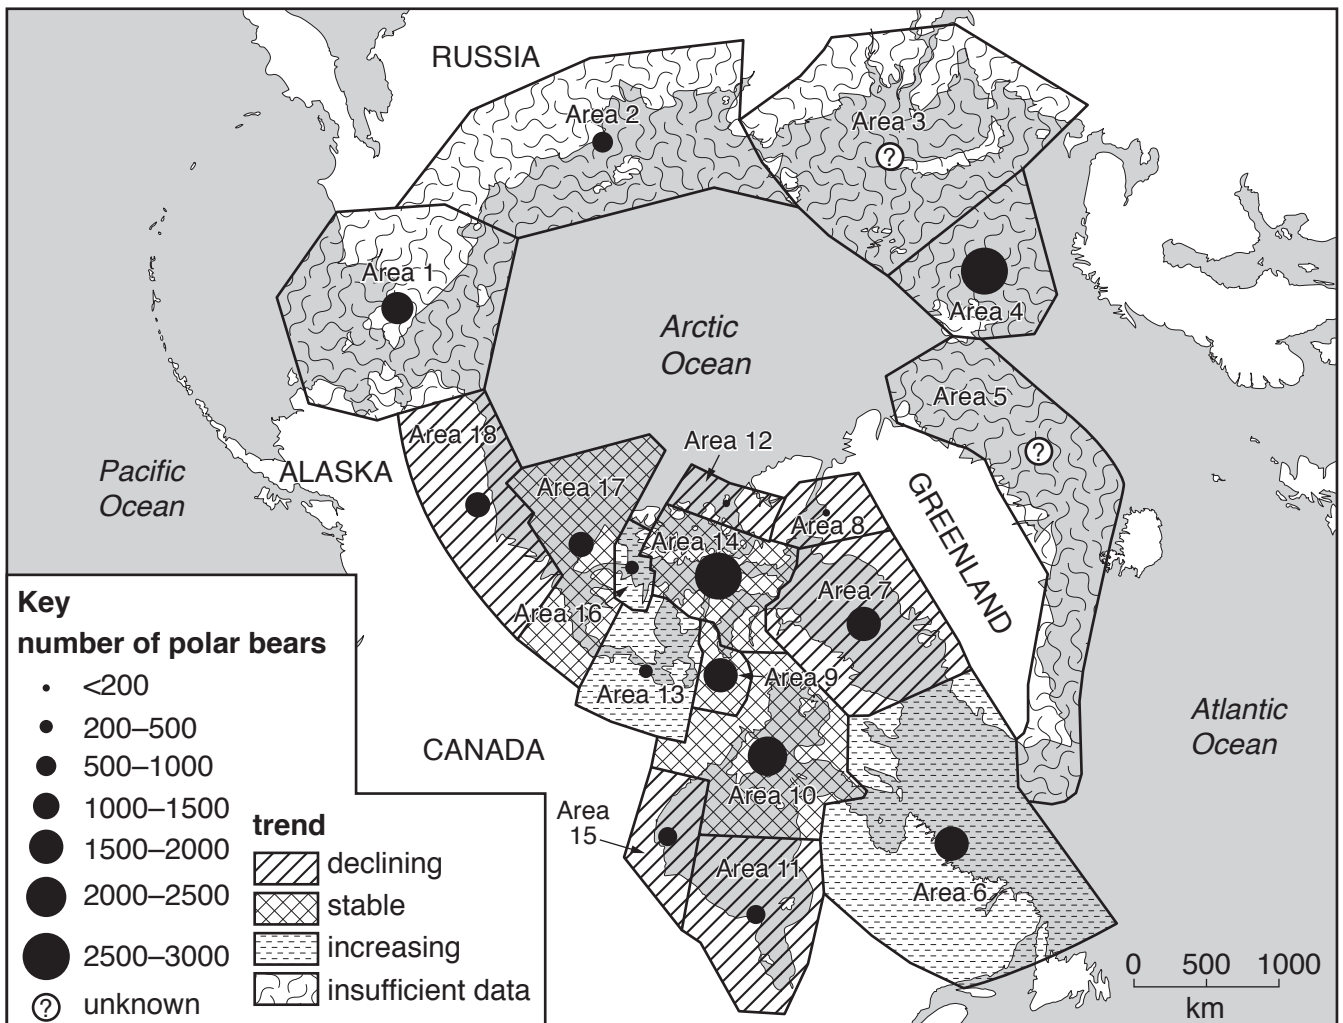 RUSSIA
Area 2
Area 3
?
Area 1
Area 4
Arctic
Ocean
Area 5
?
Area 12
Area 18
Pacific
Ocean
ALASKA
Area 17
Area 8
GREENLAND
Area 14
Area 7
Area 16
Area 9
Area 13
Atlantic
Ocean
CANADA
Area 10
Area
15
Area 11
Area 6
0 500 1000
km
Key
number of polar bears
<200
200–500
500–1000
1000–1500
1500–2000
2000–2500
2500–3000
? unknown
trend
declining
stable
increasing
insufficient data